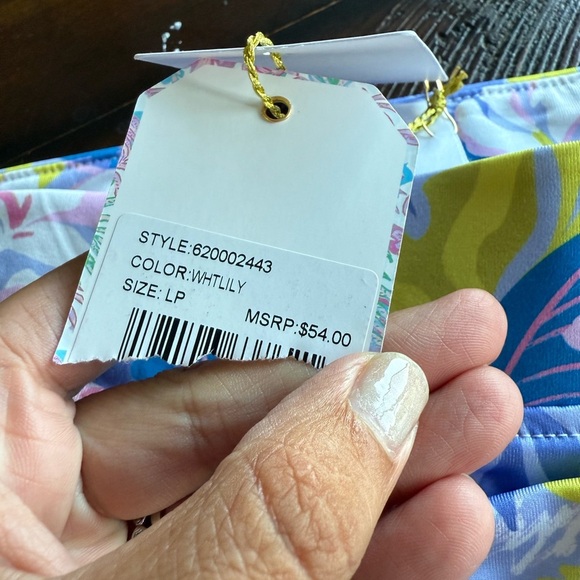 STYLE:620002443
COLOR:WHTLILY
SIZE: LP MSRP:$54.00